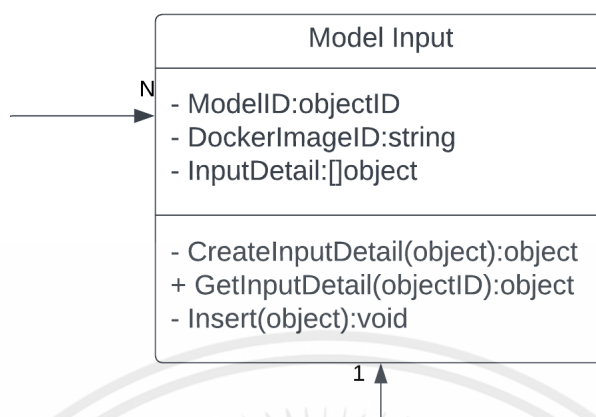 Model Input
N
- ModelID:objectID
- DockerImageID:string
- InputDetail:[]object
- CreateInputDetail(object):object
+ GetInputDetail(objectID):object
- Insert(object):void
1